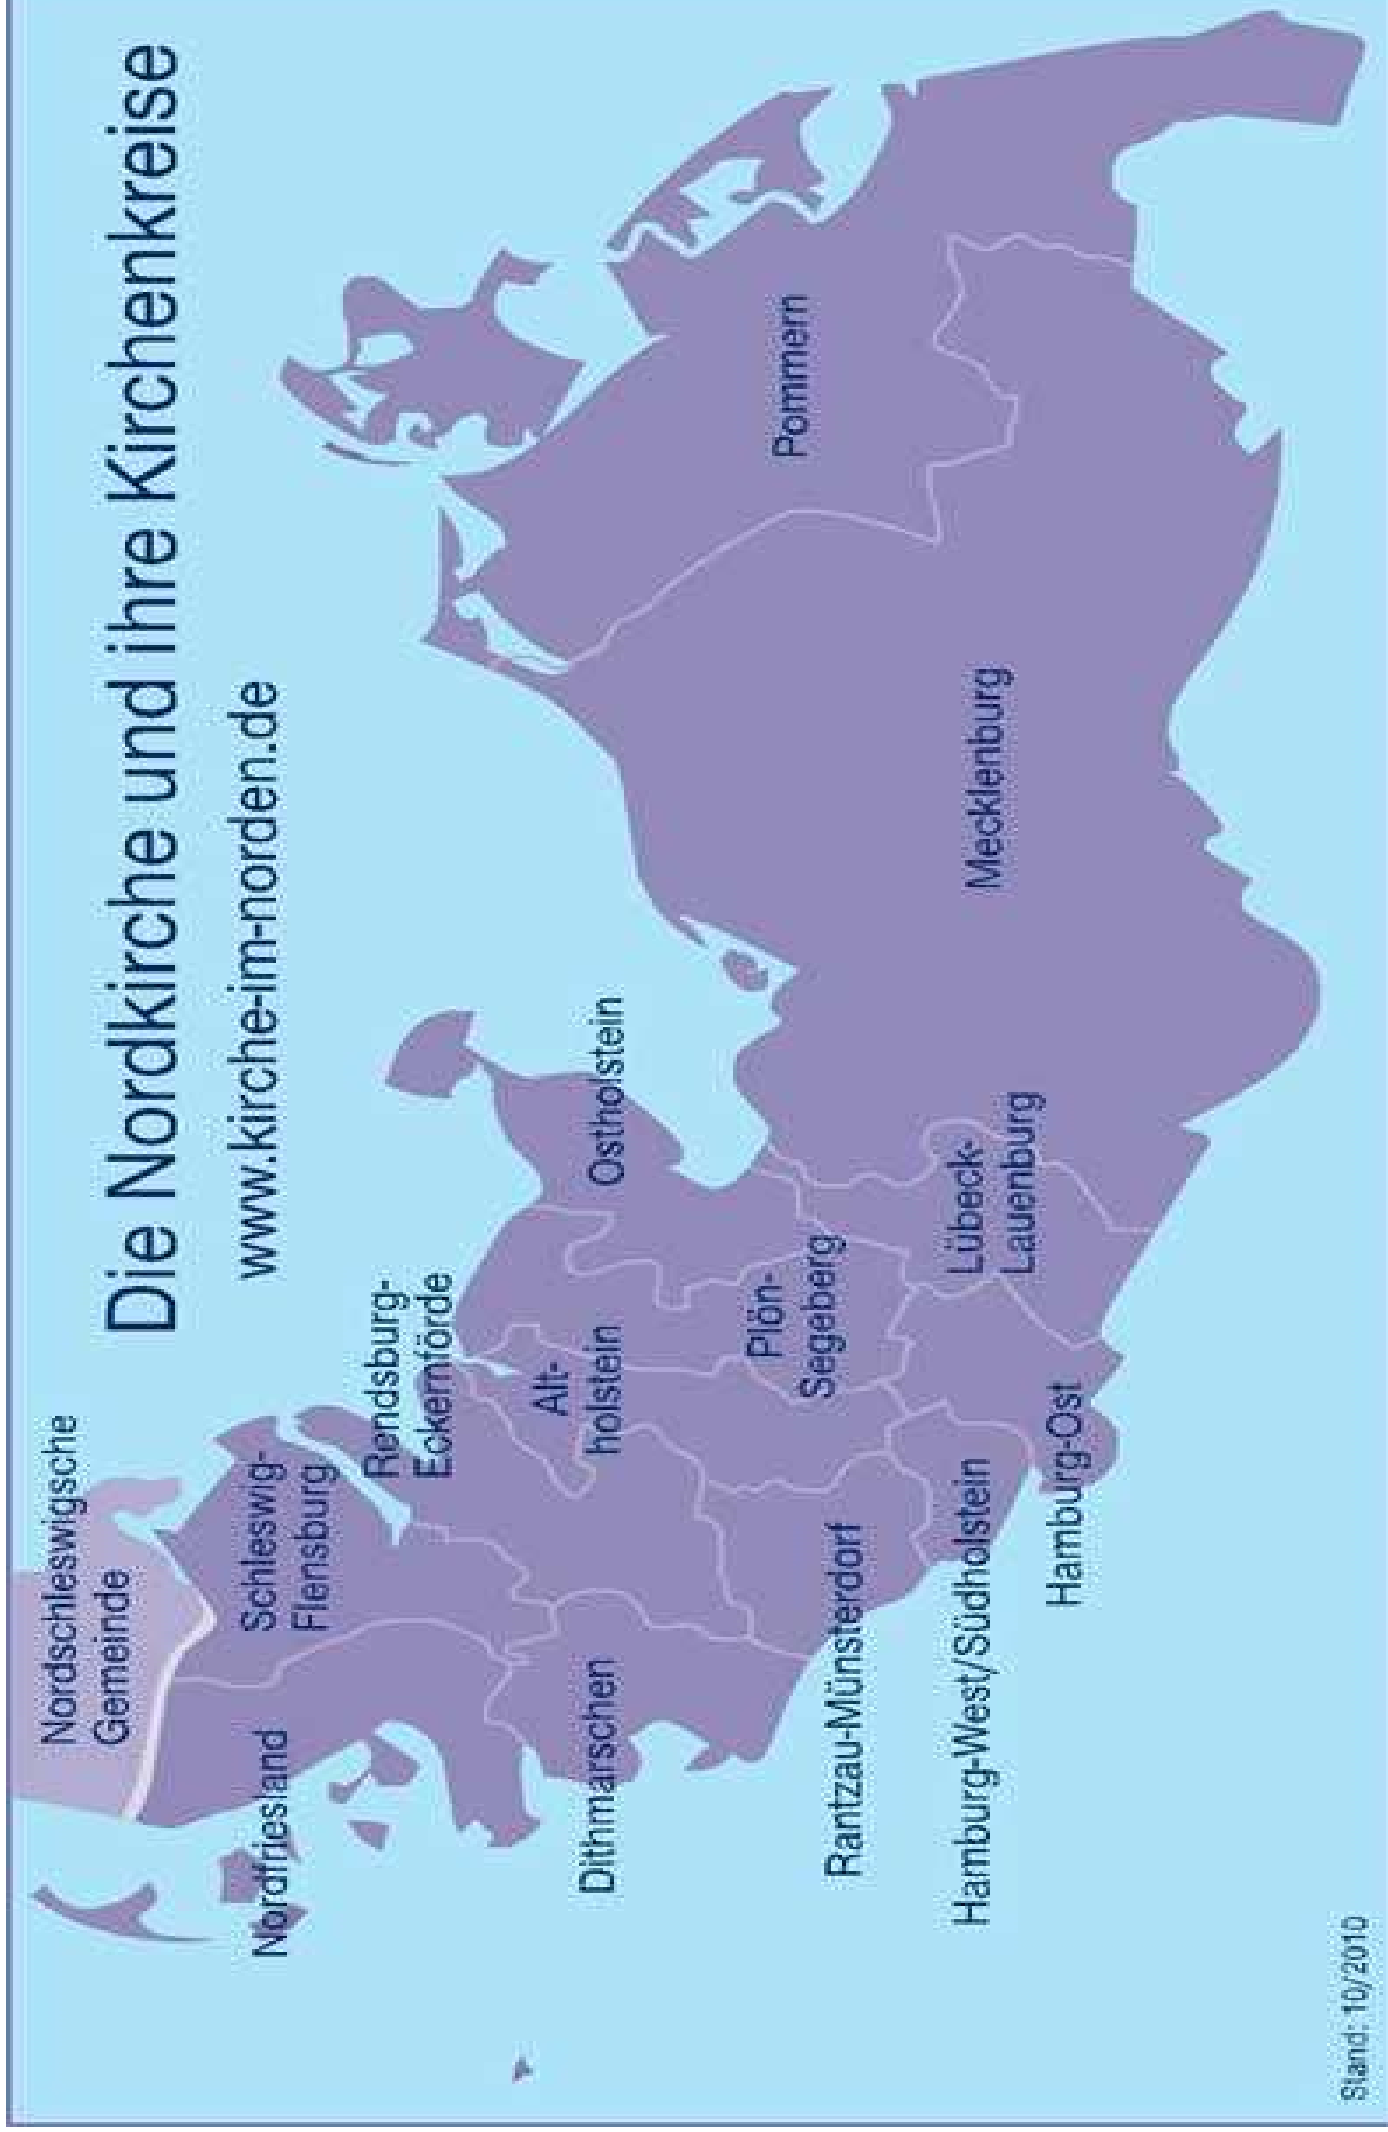 Die Nordkirche und ihre Kirchenkreise
www.kirche-im-norden.de
Nordschleswigsche
Gemeinde
Nordfriesland
Schleswig-
Flensburg
Rendsburg-
Eckernförde
Alt-
holstein
Ostholstein
Dithmarschen
Plön-
Segeberg
Pommern
Rantzau-Münsterdorf
Lübeck-
Lauenburg
Mecklenburg
Hamburg-West/Südholstein
Hamburg-Ost
Stand: 10/2010